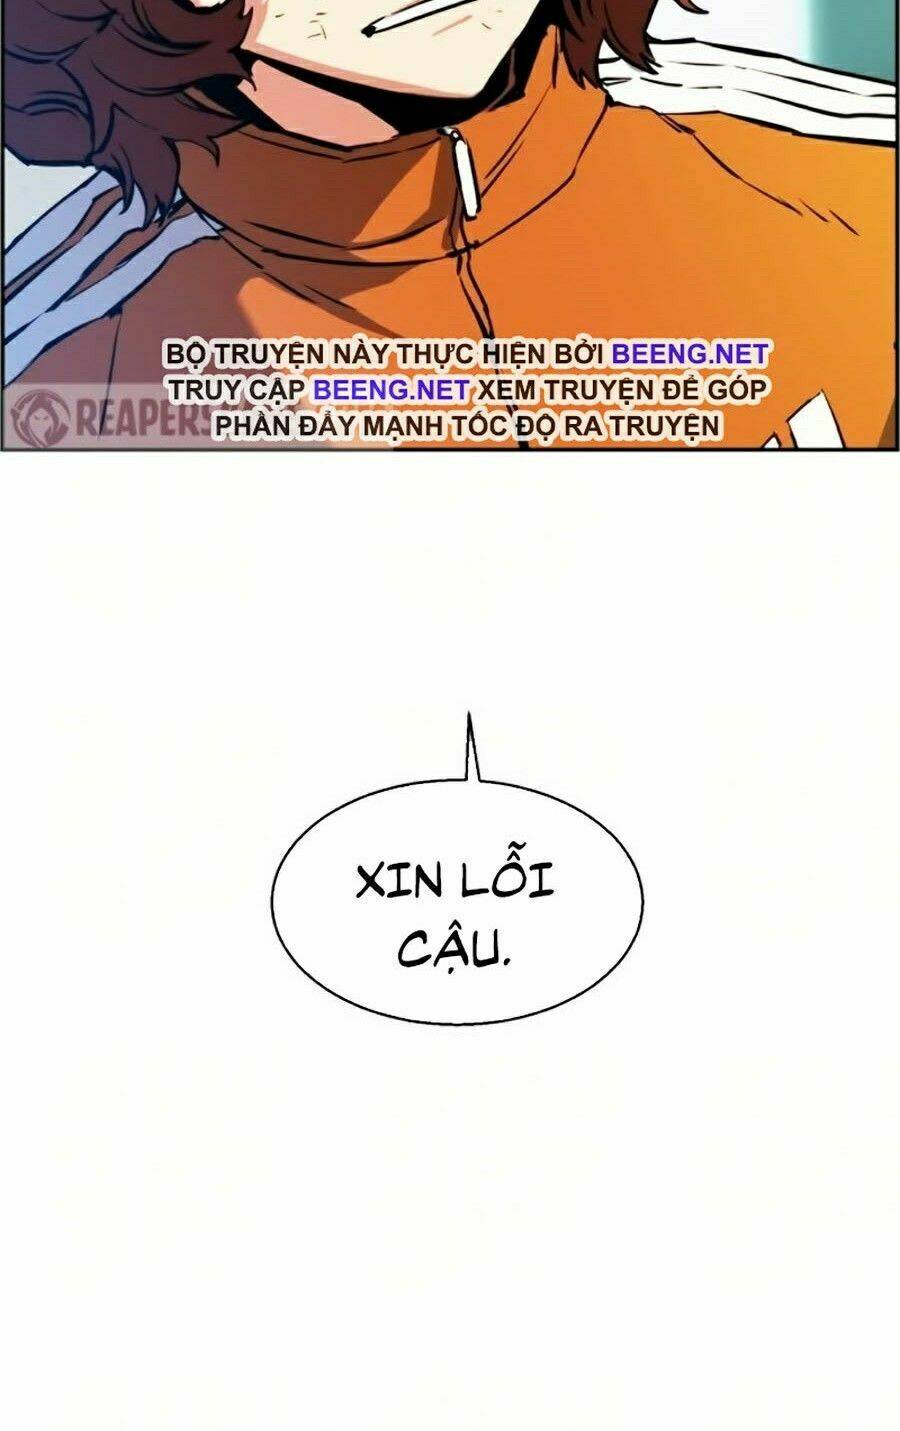 BỘ TRUYỆN NÀY THỰC HIỆN BỞI BEENG.NET
TRUY CẬP BEENG.NET XEM TRUYỆN ĐỂ GÓP
REAPERS
PHẦN ĐẨY MẠNH TỐC ĐỘ RA TRUYỆN
XIN LỖI
CẬU.